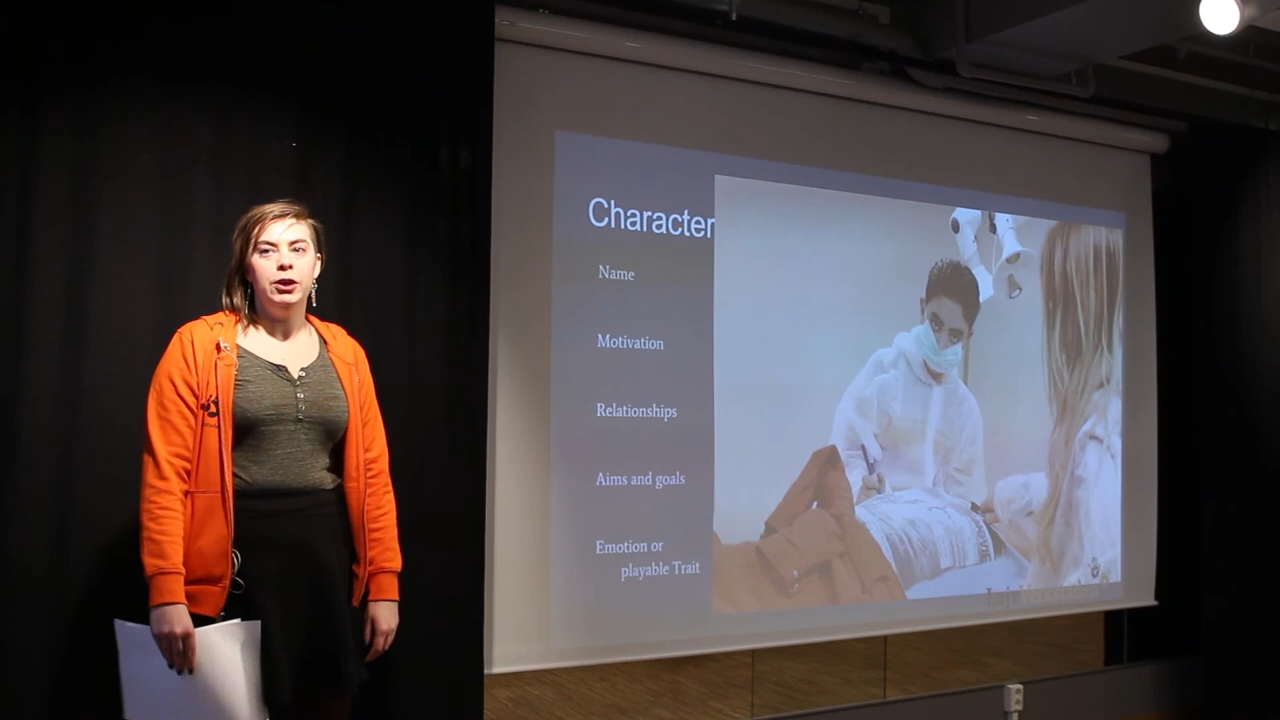 Character
Name
Motivation
Relationships
Aims and goals
Emotion or
playable Trait